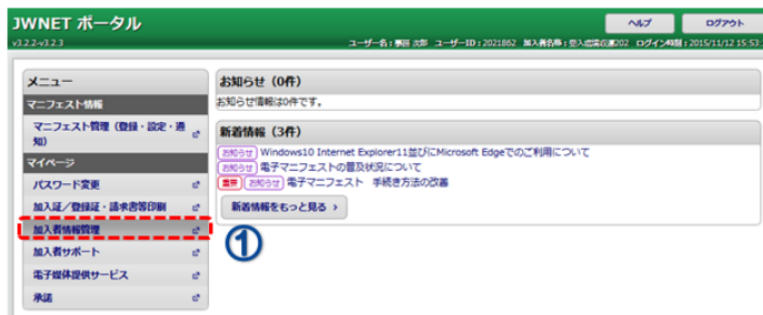 JWNET ポータル
ヘルプ
ログアウト
v3.2.2-v3.2.3
ユーザー名： 次郎 ユーザーID：2021862 加入者名称： ログイン時刻：2015/11/12 15:53:
メニュー
マニフェスト情報
マニフェスト管理（登録・設定・通知）
マイページ
パスワード変更
加入証／登録証・請求書等印刷
加入者情報管理
加入者サポート
電子媒体提供サービス
承諾
お知らせ（0件）
お知らせ情報は0件です。
新着情報（3件）
お知らせ Windows10 Internet Explorer11並びにMicrosoft Edgeでのご利用について
お知らせ 電子マニフェストの普及状況について
重要 お知らせ 電子マニフェスト 手続き方法の改善
新着情報をもっと見る ›
①